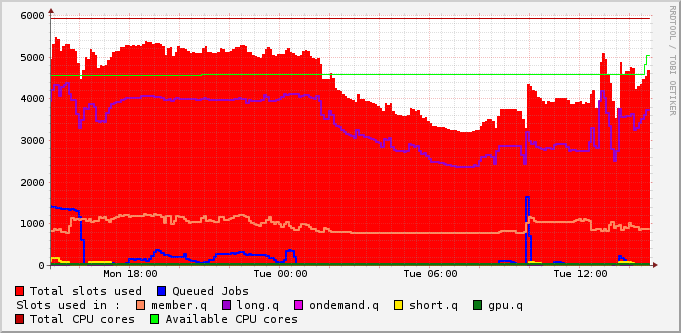 RRDTOOL / TOBI OETIKER
6000
5000
4000
3000
2000
1000
0
Mon 18:00 Tue 00:00 Tue 06:00 Tue 12:00
Total slots used Queued Jobs
Slots used in : member.q long.q ondemand.q short.q gpu.q
Total CPU cores Available CPU cores